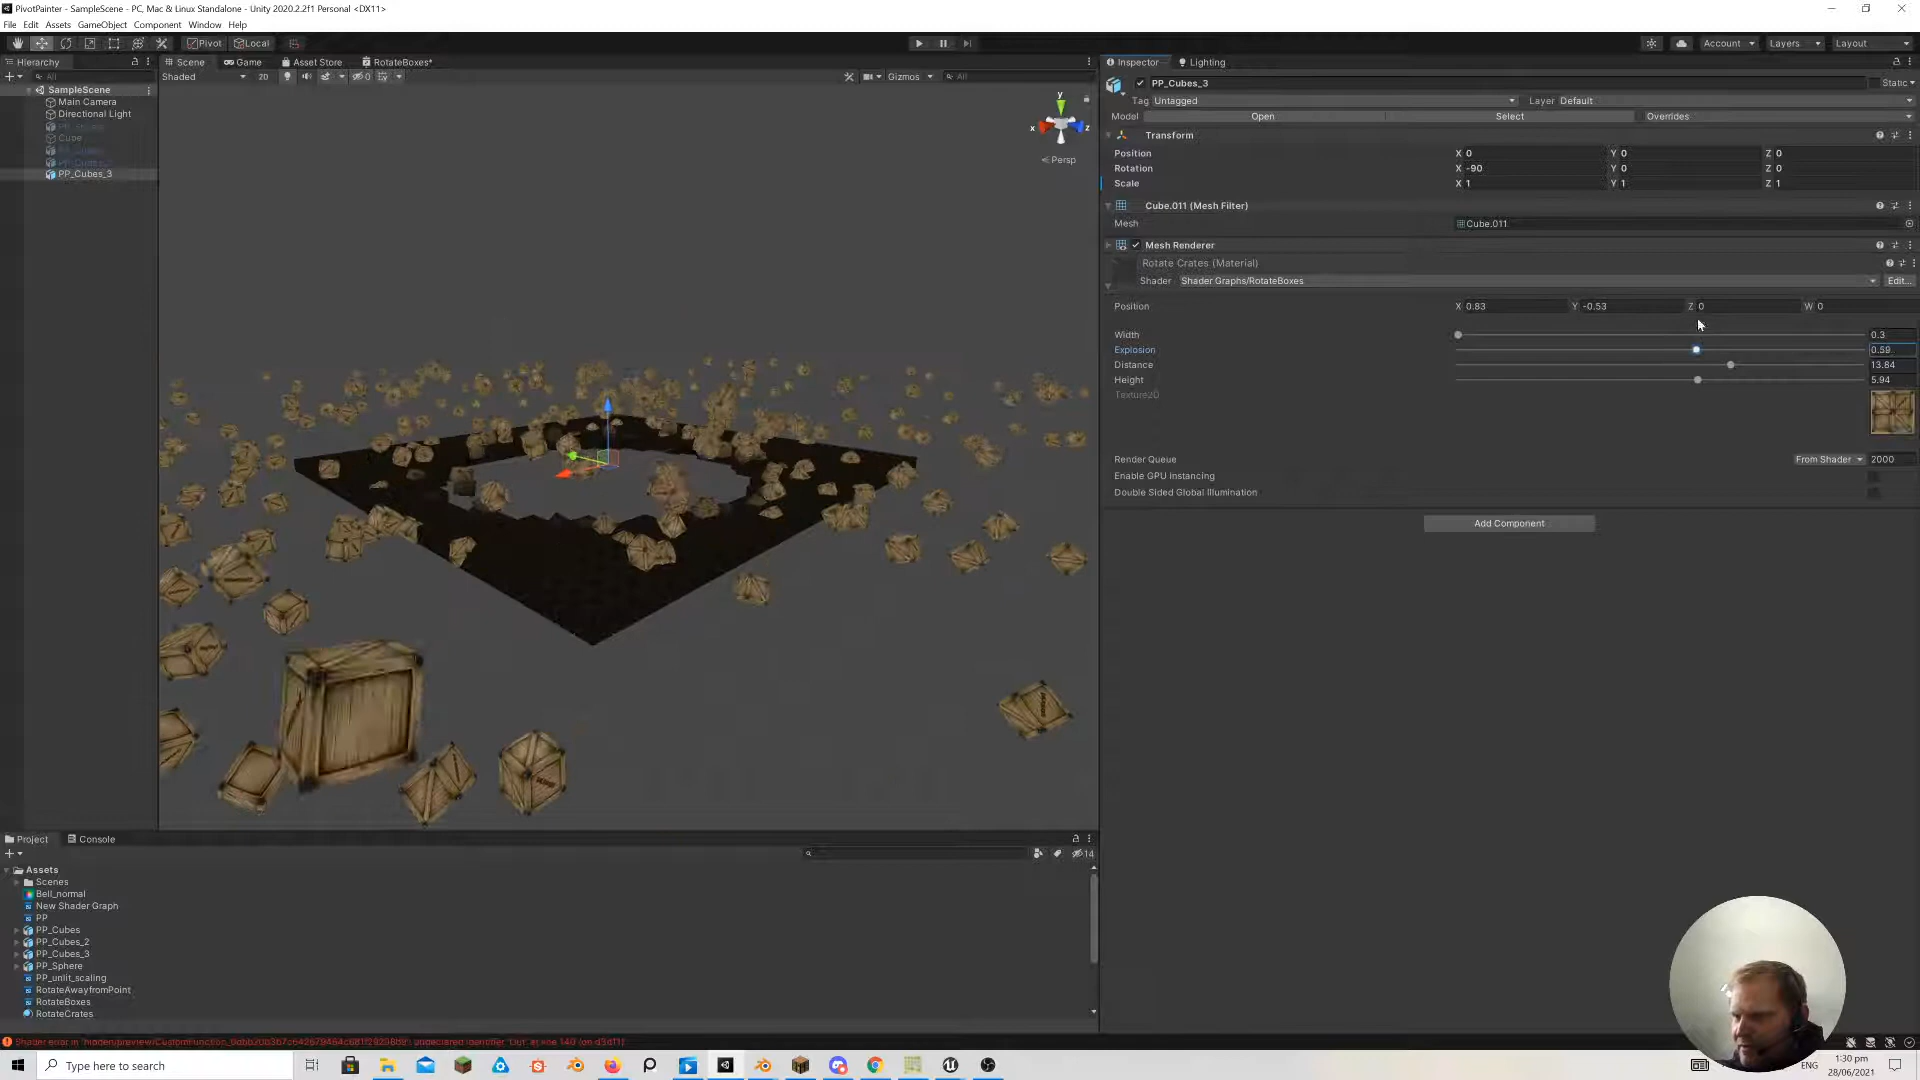 PivotPainter - SampleScene - PC, Mac & Linux Standalone - Unity 2020.2.2f1 Personal <DX11>
File Edit Assets GameObject Component Window Help
Pivot Local Account Layers Layout
Hierarchy Scene Game Asset Store RotateBoxes* Inspector Lighting
All Shaded 2D Gizmos All PP_Cubes_3 Static
SampleScene
Main Camera
Directional Light
Cube
PP_Cubes_3
y
x z
Persp
Tag Untagged Layer Default
Model Open Select Overrides
Transform
Position X 0 Y 0 Z 0
Rotation X -90 Y 0 Z 0
Scale X 1 Y 1 Z 1
Cube.011 (Mesh Filter)
Mesh Cube.011
Mesh Renderer
Rotate Crates (Material)
Shader Shader Graphs/RotateBoxes Edit...
Position X 0.83 Y -0.53 Z 0 W 0
Width 0.3
Explosion 0.59
Distance 13.84
Height 5.94
Texture2D
Render Queue From Shader 2000
Enable GPU Instancing
Double Sided Global Illumination
Add Component
Project Console
14
Assets
Scenes
Bell_normal
New Shader Graph
PP
PP_Cubes
PP_Cubes_2
PP_Cubes_3
PP_Sphere
PP_unlit_scaling
RotateAwayfromPoint
RotateBoxes
RotateCrates
Type here to search
ENG
1:30 pm
28/06/2021